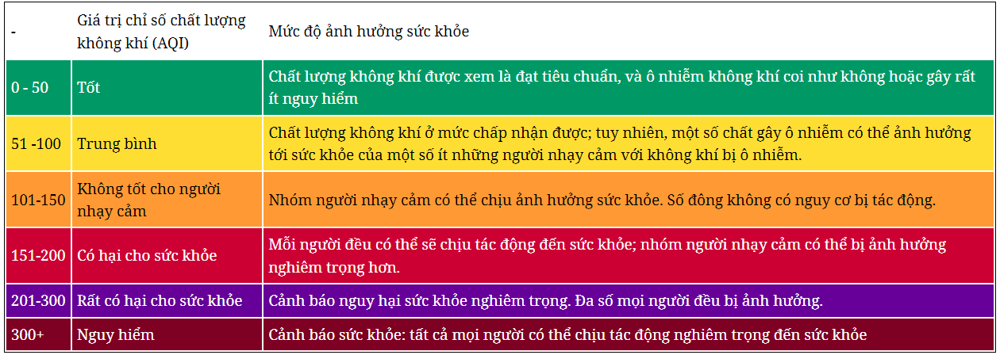 -
Giá trị chỉ số chất lượng
không khí (AQI)
Mức độ ảnh hưởng sức khỏe
0 - 50
Tốt
Chất lượng không khí được xem là đạt tiêu chuẩn, và ô nhiễm không khí coi như không hoặc gây rất
ít nguy hiểm
51 -100
Trung bình
Chất lượng không khí ở mức chấp nhận được; tuy nhiên, một số chất gây ô nhiễm có thể ảnh hưởng
tới sức khỏe của một số ít những người nhạy cảm với không khí bị ô nhiễm.
101-150
Không tốt cho người
nhạy cảm
Nhóm người nhạy cảm có thể chịu ảnh hưởng sức khỏe. Số đông không có nguy cơ bị tác động.
151-200
Có hại cho sức khỏe
Mỗi người đều có thể sẽ chịu tác động đến sức khỏe; nhóm người nhạy cảm có thể bị ảnh hưởng
nghiêm trọng hơn.
201-300
Rất có hại cho sức khỏe
Cảnh báo nguy hại sức khỏe nghiêm trọng. Đa số mọi người đều bị ảnh hưởng.
300+
Nguy hiểm
Cảnh báo sức khỏe: tất cả mọi người có thể chịu tác động nghiêm trọng đến sức khỏe